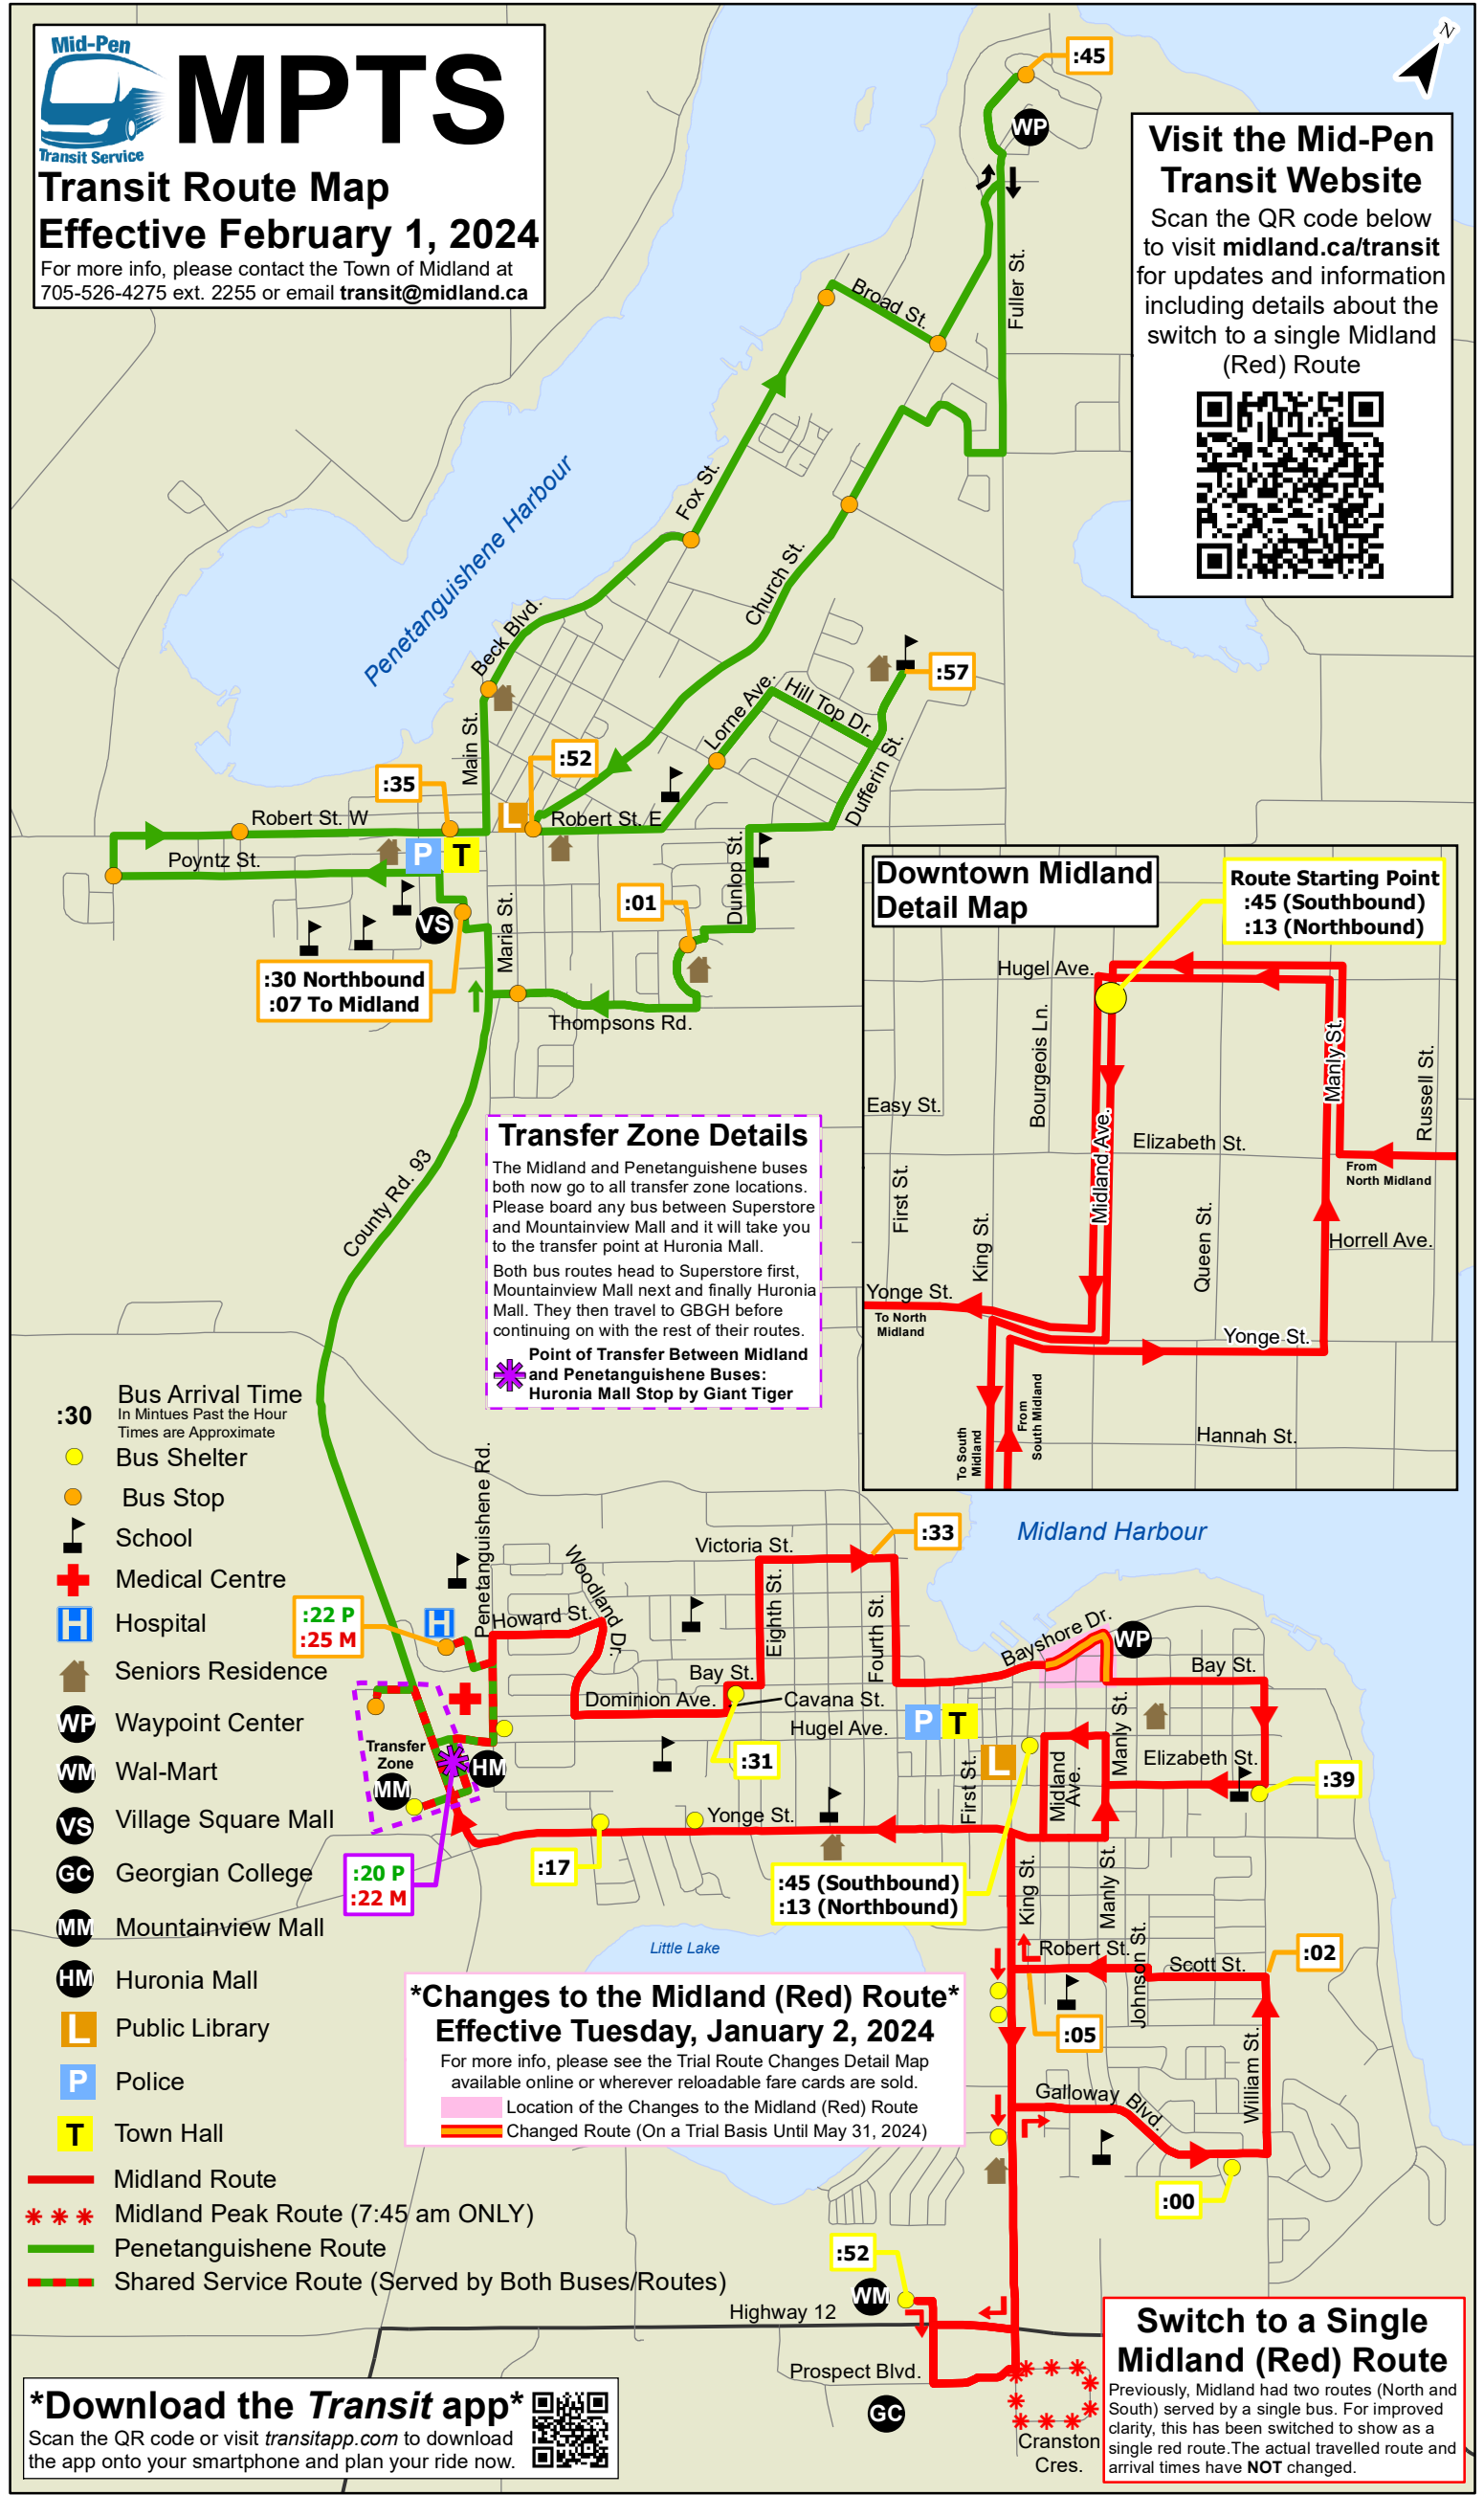 Mid-Pen
Transit Service
MPTS
Transit Route Map
Effective February 1, 2024
For more info, please contact the Town of Midland at
705-526-4275 ext. 2255 or email transit@midland.ca
N
Visit the Mid-Pen
Transit Website
Scan the QR code below
to visit midland.ca/transit
for updates and information
including details about the
switch to a single Midland
(Red) Route
:45
WP
Fuller St.
Broad St.
Fox St.
Penetanguishene Harbour
Church St.
Beck Blvd.
:57
Lorne Ave.
Hill Top Dr.
Dufferin St.
Main St.
:52
:35
L
Robert St. W
Robert St. E
P
T
Poyntz St.
Dunlop St.
:01
VS
Maria St.
:30 Northbound
:07 To Midland
Thompsons Rd.
County Rd. 93
Downtown Midland
Detail Map
Route Starting Point
:45 (Southbound)
:13 (Northbound)
Hugel Ave.
Bourgeois Ln.
Manly St.
Russell St.
Easy St.
Midland Ave.
Elizabeth St.
From
North Midland
First St.
King St.
Queen St.
Horrell Ave.
Yonge St.
To North
Midland
Yonge St.
To South
Midland
From
South Midland
Hannah St.
Transfer Zone Details
The Midland and Penetanguishene buses
both now go to all transfer zone locations.
Please board any bus between Superstore
and Mountainview Mall and it will take you
to the transfer point at Huronia Mall.
Both bus routes head to Superstore first,
Mountainview Mall next and finally Huronia
Mall. They then travel to GBGH before
continuing on with the rest of their routes.
Point of Transfer Between Midland
and Penetanguishene Buses:
Huronia Mall Stop by Giant Tiger
:30
Bus Arrival Time
In Mintues Past the Hour
Times are Approximate
Bus Shelter
Bus Stop
School
Medical Centre
H
Hospital
Seniors Residence
WP
Waypoint Center
WM
Wal-Mart
VS
Village Square Mall
GC
Georgian College
MM
Mountainview Mall
HM
Huronia Mall
L
Public Library
P
Police
T
Town Hall
Midland Route
Midland Peak Route (7:45 am ONLY)
Penetanguishene Route
Shared Service Route (Served by Both Buses/Routes)
Midland Harbour
Penetanguishene Rd.
Victoria St.
:33
Woodland Dr.
Howard St.
Eighth St.
Fourth St.
:22 P
:25 M
H
Bayshore Dr.
WP
Bay St.
Bay St.
Dominion Ave.
Cavana St.
Hugel Ave.
P
T
Manly St.
Transfer
Zone
MM
HM
:31
L
First St.
Midland
Ave.
Elizabeth St.
:39
Yonge St.
:17
:20 P
:22 M
:45 (Southbound)
:13 (Northbound)
King St.
Manly St.
Little Lake
Robert St.
Johnson St.
Scott St.
:02
:05
William St.
Galloway
Blvd.
:00
*Changes to the Midland (Red) Route*
Effective Tuesday, January 2, 2024
For more info, please see the Trial Route Changes Detail Map
available online or wherever reloadable fare cards are sold.
Location of the Changes to the Midland (Red) Route
Changed Route (On a Trial Basis Until May 31, 2024)
:52
WM
Highway 12
Prospect Blvd.
GC
Cranston
Cres.
Switch to a Single
Midland (Red) Route
Previously, Midland had two routes (North and
South) served by a single bus. For improved
clarity, this has been switched to show as a
single red route.The actual travelled route and
arrival times have NOT changed.
*Download the Transit app*
Scan the QR code or visit transitapp.com to download
the app onto your smartphone and plan your ride now.